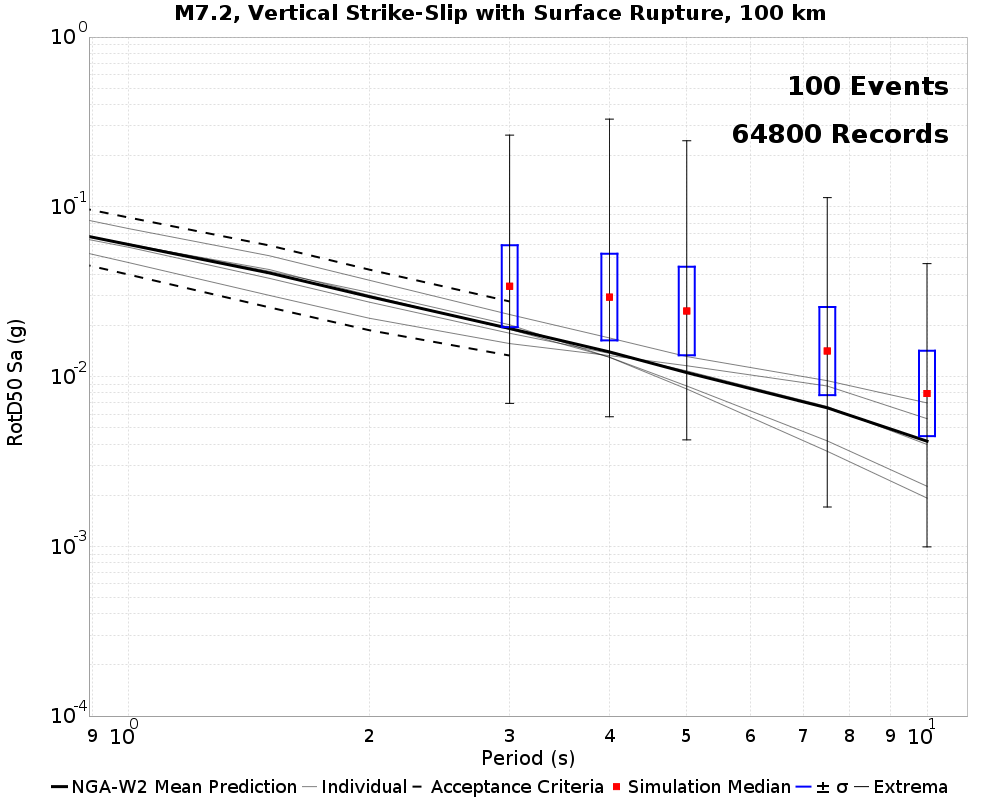 M7.2, Vertical Strike-Slip with Surface Rupture, 100 km
100 Events
64800 Records
RotD50 Sa (g)
10^0
10^-1
10^-2
10^-3
10^-4
9 10^0 2 3 4 5 6 7 8 9 10^1
Period (s)
NGA-W2 Mean Prediction Individual Acceptance Criteria Simulation Median ± σ Extrema